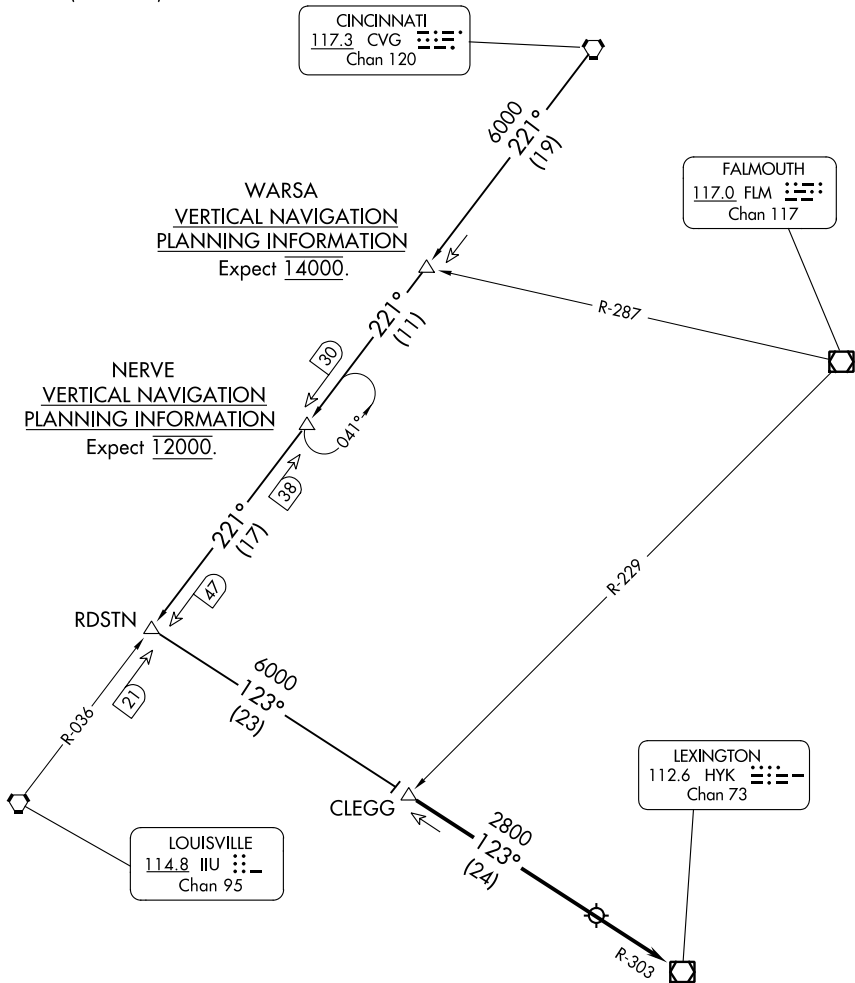 CINCINNATI
117.3 CVG
Chan 120
6000
221°
(19)
FALMOUTH
117.0 FLM
Chan 117
WARSA
VERTICAL NAVIGATION
PLANNING INFORMATION
Expect 14000.
R-287
221°
(11)
30
NERVE
VERTICAL NAVIGATION
PLANNING INFORMATION
Expect 12000.
041°
38
221°
(17)
R-229
47
RDSTN
21
R-036
6000
123°
(23)
LEXINGTON
112.6 HYK
Chan 73
CLEGG
2800
123°
(24)
LOUISVILLE
114.8 IIU
Chan 95
R-303